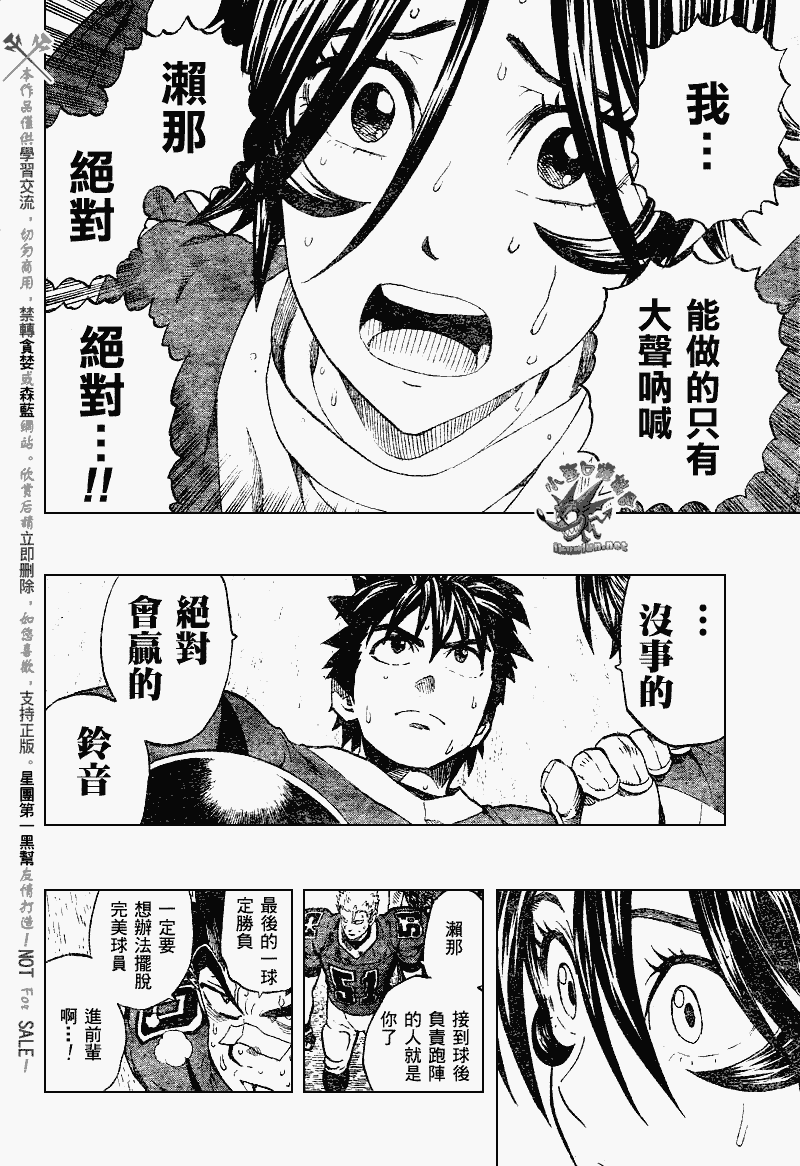 我…
能做的只有
大聲吶喊
瀨那
絕對
絕對…!!
…
沒事的
絕對
會贏的
鈴音
瀨那
接到球後
負責跑陣
的人就是
你了
最後的一球
定勝負
一定要
想辦法擺脫
完美球員
進前輩
啊…!
51
本作品僅供學習交流，切勿商用，禁轉貪婪或森藍網站。欣賞后請立即刪除，如您喜歡，支持正版。星團第一黑幫友情打造—NOT For SALE—